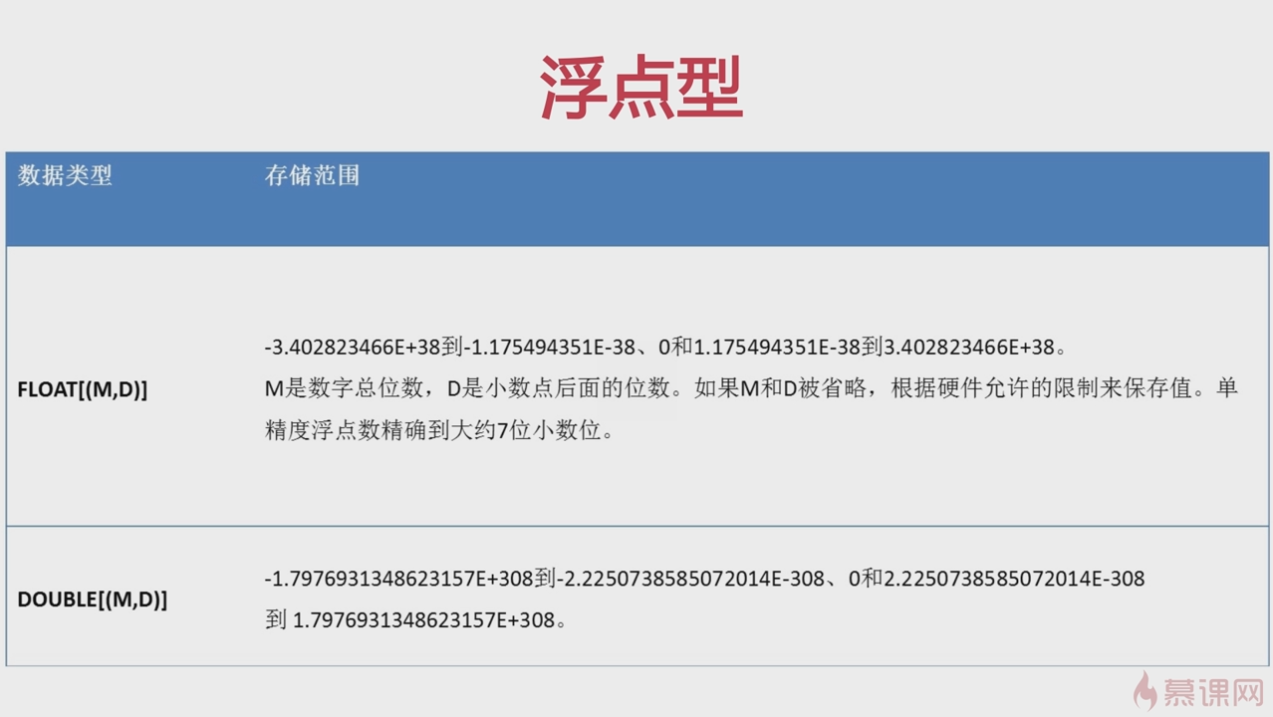 浮点型
数据类型
存储范围
FLOAT[(M,D)]
-3.402823466E+38到-1.175494351E-38、0和1.175494351E-38到3.402823466E+38。
M是数字总位数，D是小数点后面的位数。如果M和D被省略，根据硬件允许的限制来保存值。单
精度浮点数精确到大约7位小数位。
DOUBLE[(M,D)]
-1.7976931348623157E+308到-2.2250738585072014E-308、0和2.2250738585072014E-308
到 1.7976931348623157E+308。
慕课网